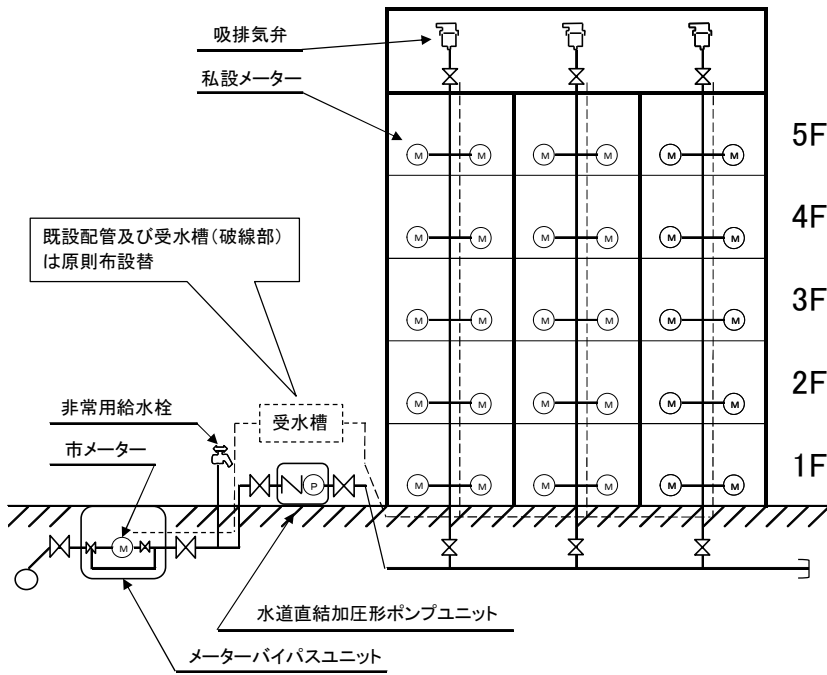 吸排気弁
私設メーター
5F
M M M M M M
4F
M M M M M M
既設配管及び受水槽(破線部)
は原則布設替
3F
M M M M M M
2F
M M M M M M
非常用給水栓
受水槽
市メーター
1F
M M M M M M
P
M
水道直結加圧形ポンプユニット
メーターバイパスユニット